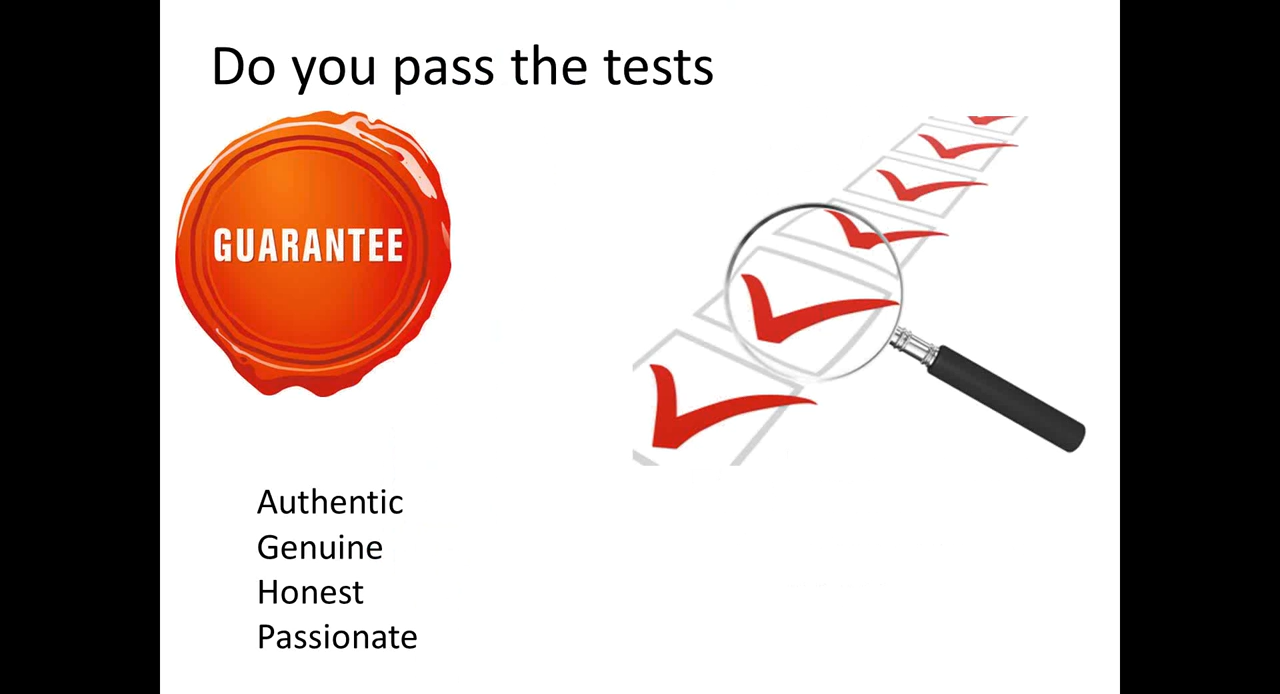 Do you pass the tests
GUARANTEE
Authentic
Genuine
Honest
Passionate